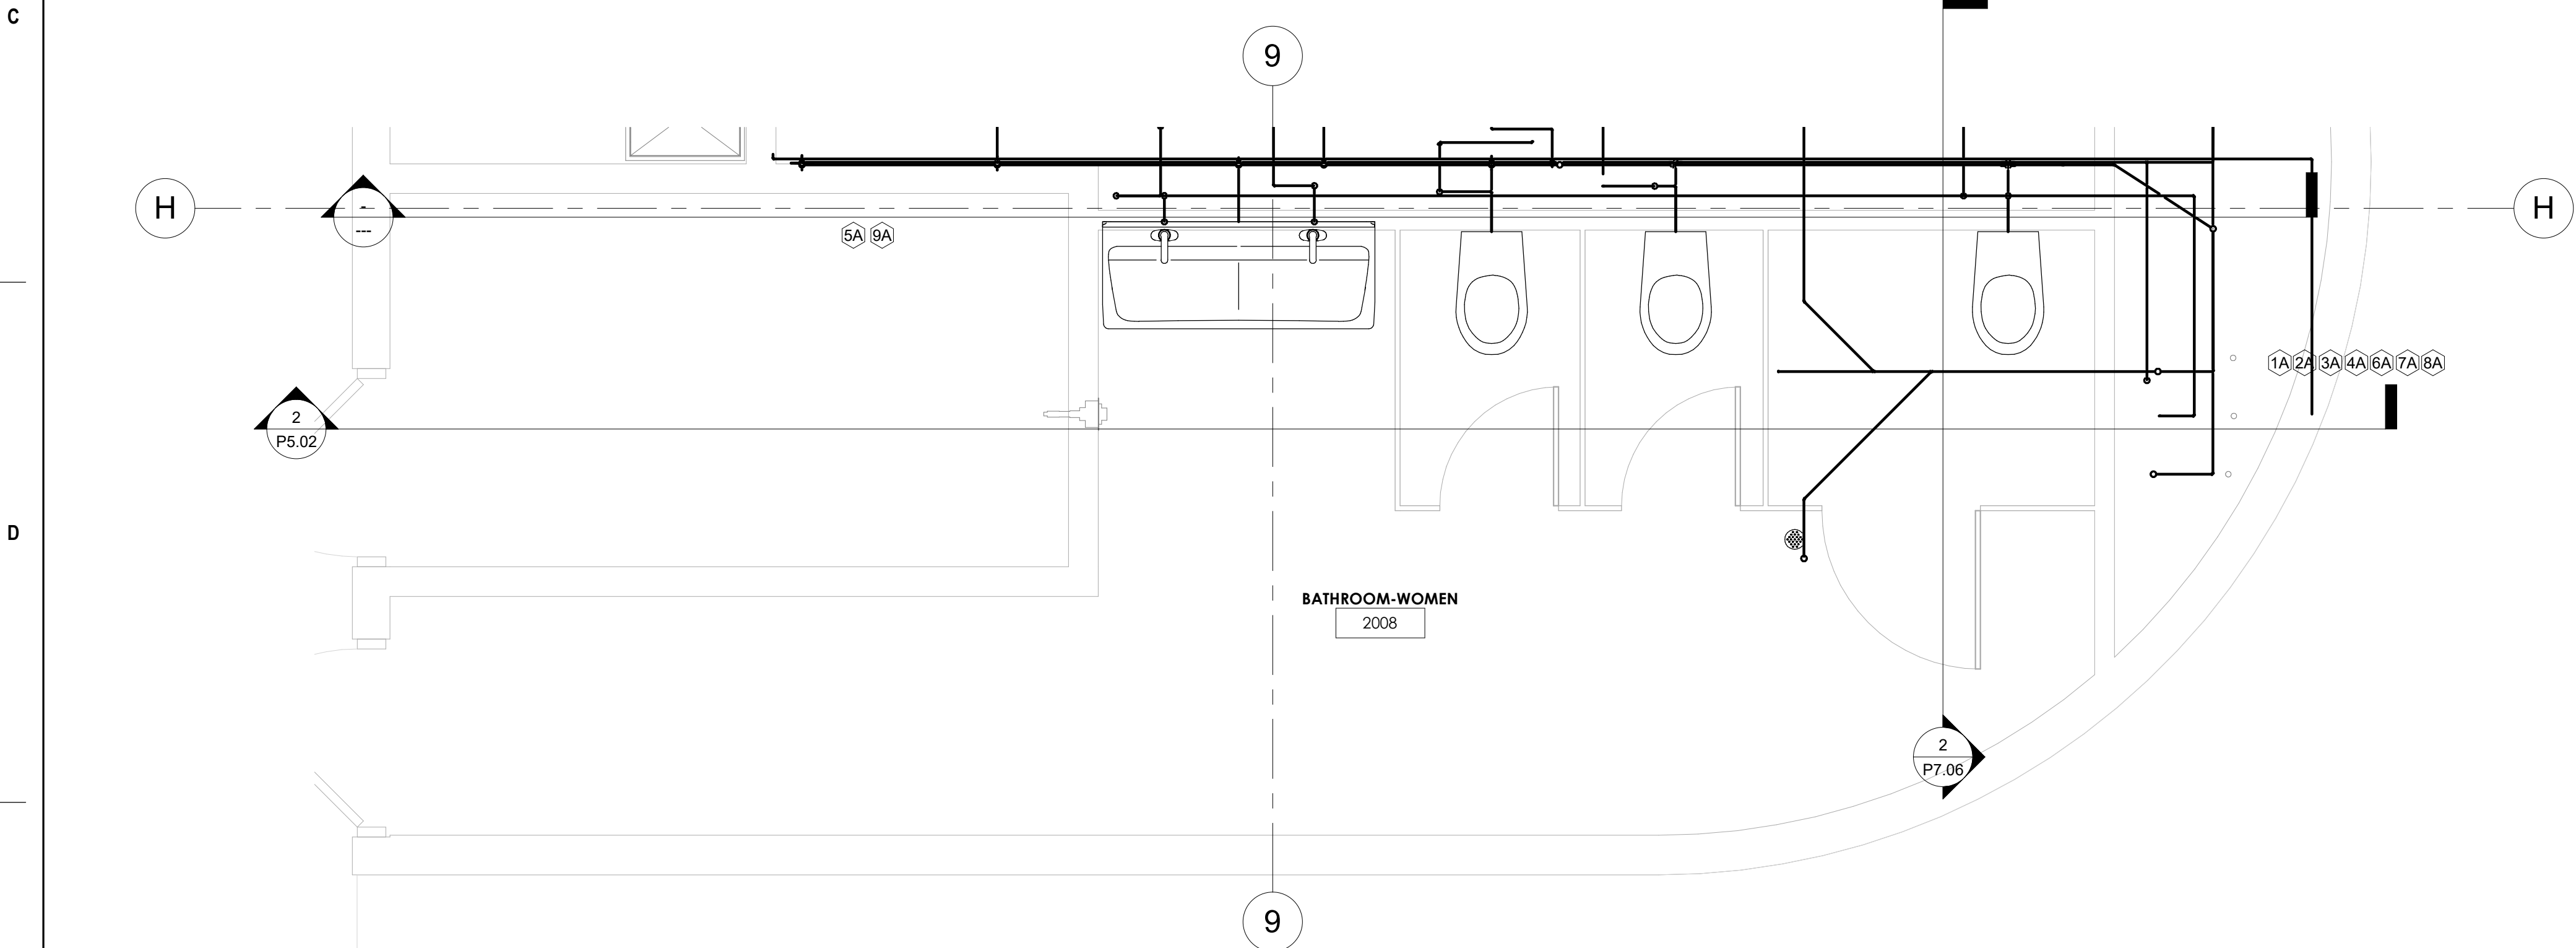 C
9
H
-
---
H
5A 9A
1A 2A 3A 4A 6A 7A 8A
2
P5.02
D
BATHROOM-WOMEN
2008
2
P7.06
9